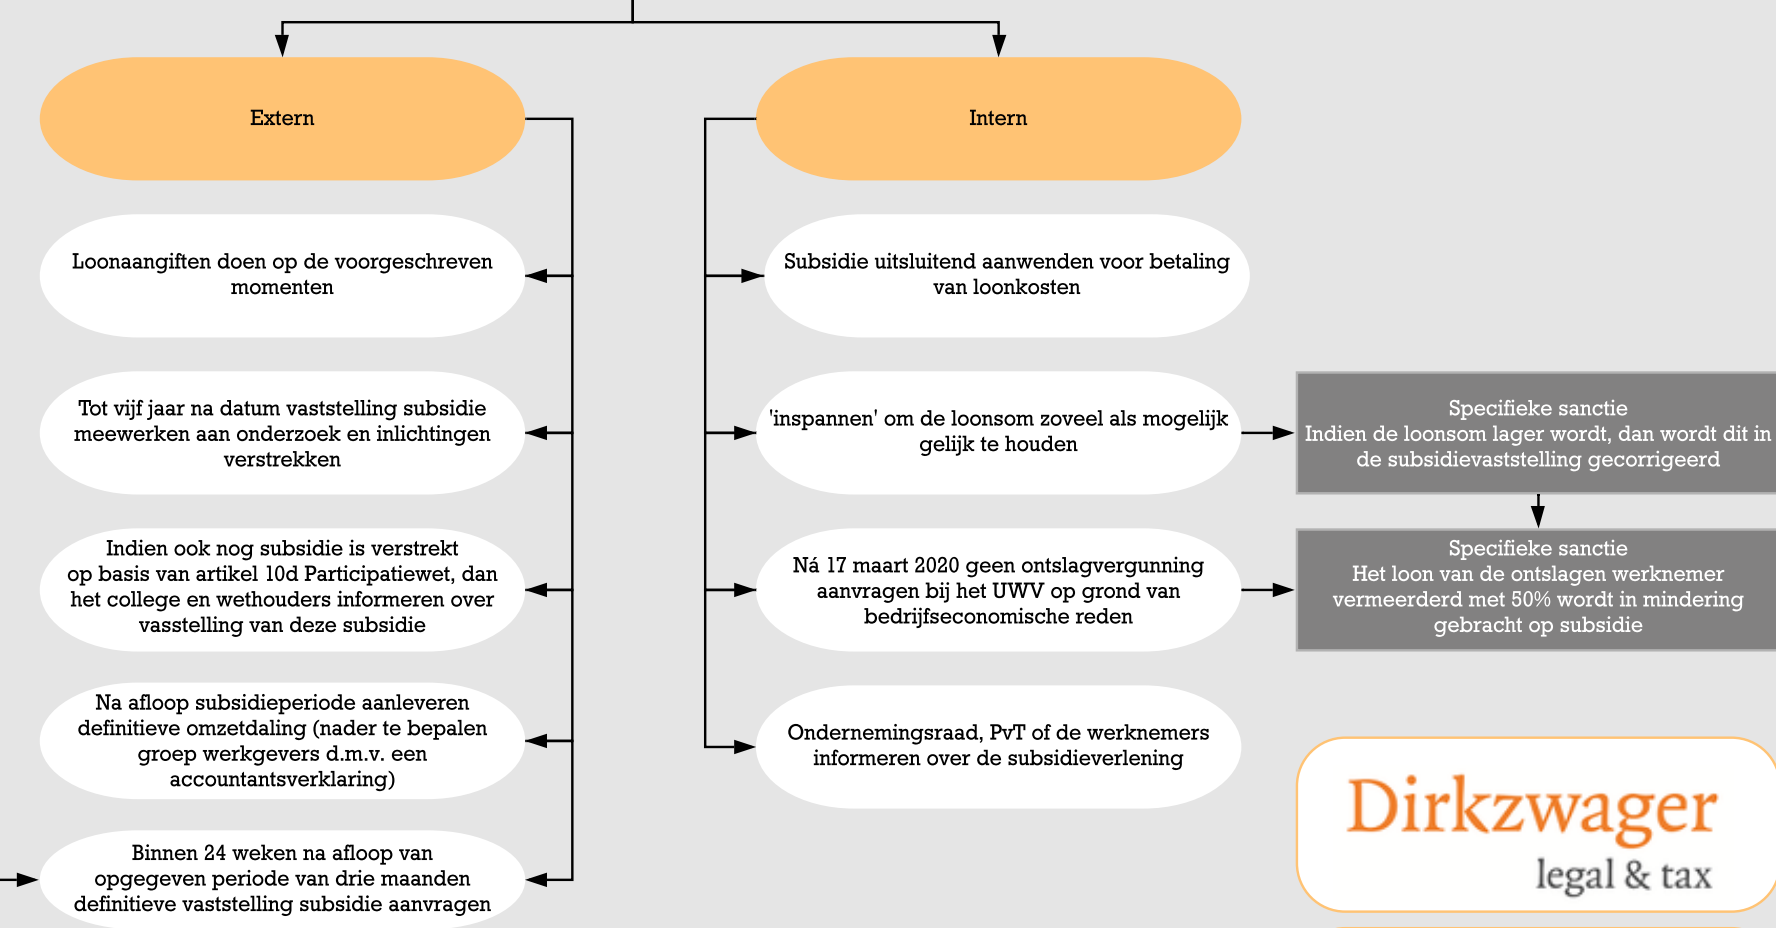 Extern
Loonaangiften doen op de voorgeschreven
momenten
Tot vijf jaar na datum vaststelling subsidie
meewerken aan onderzoek en inlichtingen
verstrekken
Indien ook nog subsidie is verstrekt
op basis van artikel 10d Participatiewet, dan
het college en wethouders informeren over
vasstelling van deze subsidie
Na afloop subsidieperiode aanleveren
definitieve omzetdaling (nader te bepalen
groep werkgevers d.m.v. een
accountantsverklaring)
Binnen 24 weken na afloop van
opgegeven periode van drie maanden
definitieve vaststelling subsidie aanvragen
Intern
Subsidie uitsluitend aanwenden voor betaling
van loonkosten
'inspannen' om de loonsom zoveel als mogelijk
gelijk te houden
Ná 17 maart 2020 geen ontslagvergunning
aanvragen bij het UWV op grond van
bedrijfseconomische reden
Ondernemingsraad, PvT of de werknemers
informeren over de subsidieverlening
Specifieke sanctie
Indien de loonsom lager wordt, dan wordt dit in
de subsidievaststelling gecorrigeerd
Specifieke sanctie
Het loon van de ontslagen werknemer
vermeerderd met 50% wordt in mindering
gebracht op subsidie
Dirkzwager
legal & tax